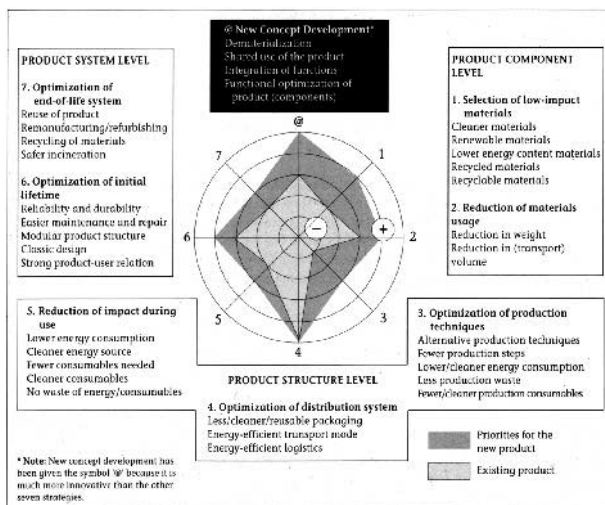 @ New Concept Development*
Dematerialization
Shared use of the product
Integration of functions
Functional optimization of
product (components)
PRODUCT SYSTEM LEVEL
7. Optimization of
end-of-life system
Reuse of product
Remanufacturing/refurbishing
Recycling of materials
Safer incineration
6. Optimization of initial
lifetime
Reliability and durability
Easier maintenance and repair
Modular product structure
Classic design
Strong product-user relation
PRODUCT COMPONENT
LEVEL
1. Selection of low-impact
materials
Cleaner materials
Renewable materials
Lower energy content materials
Recycled materials
Recyclable materials
2. Reduction of materials
usage
Reduction in weight
Reduction in (transport)
volume
@
7
1
6
−
+
2
5
3
4
5. Reduction of impact during
use
Lower energy consumption
Cleaner energy source
Fewer consumables needed
Cleaner consumables
No waste of energy/consumables
3. Optimization of production
techniques
Alternative production techniques
Fewer production steps
Lower/cleaner energy consumption
Less production waste
Fewer/cleaner production consumables
PRODUCT STRUCTURE LEVEL
4. Optimization of distribution system
Less/cleaner/reusable packaging
Energy-efficient transport mode
Energy-efficient logistics
Priorities for the
new product
Existing product
* Note: New concept development has
been given the symbol '@' because it is
much more innovative than the other
seven strategies.